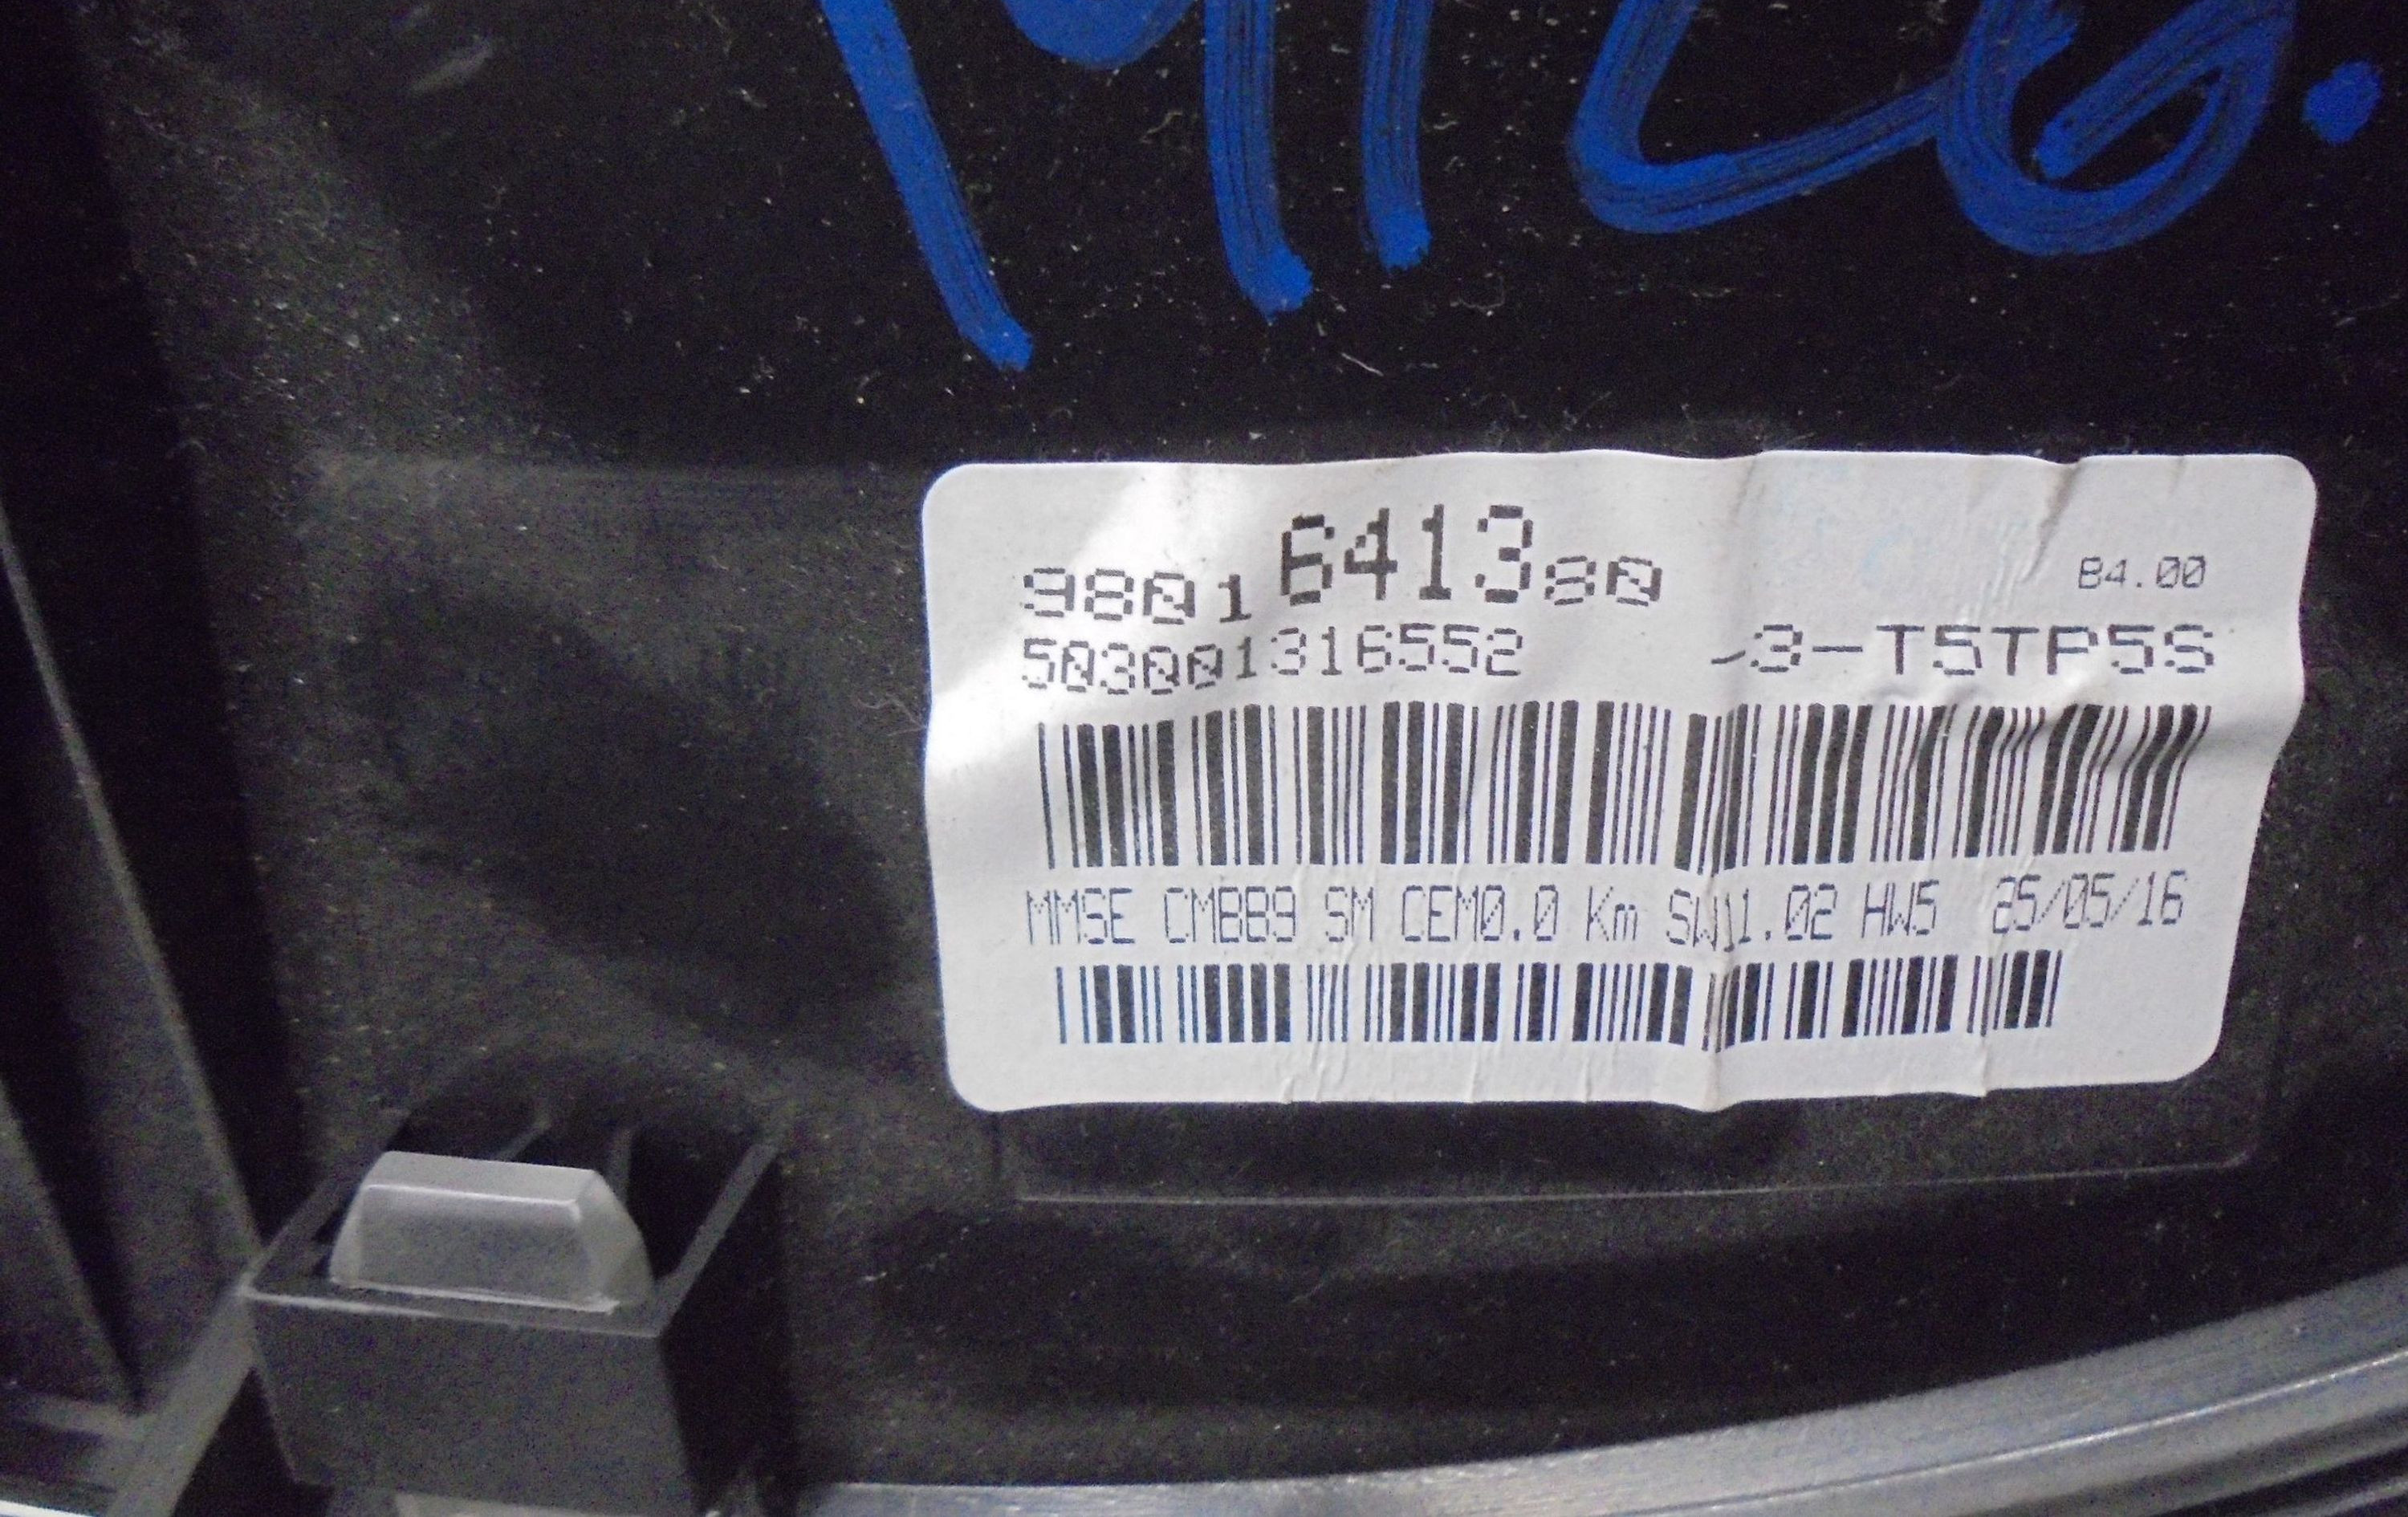 9801641380 B4.00
503001316552 -3-T5TP5S
MMSE CMBB9 SM CEM0.0 Km SW11.02 HW5 25/05/16